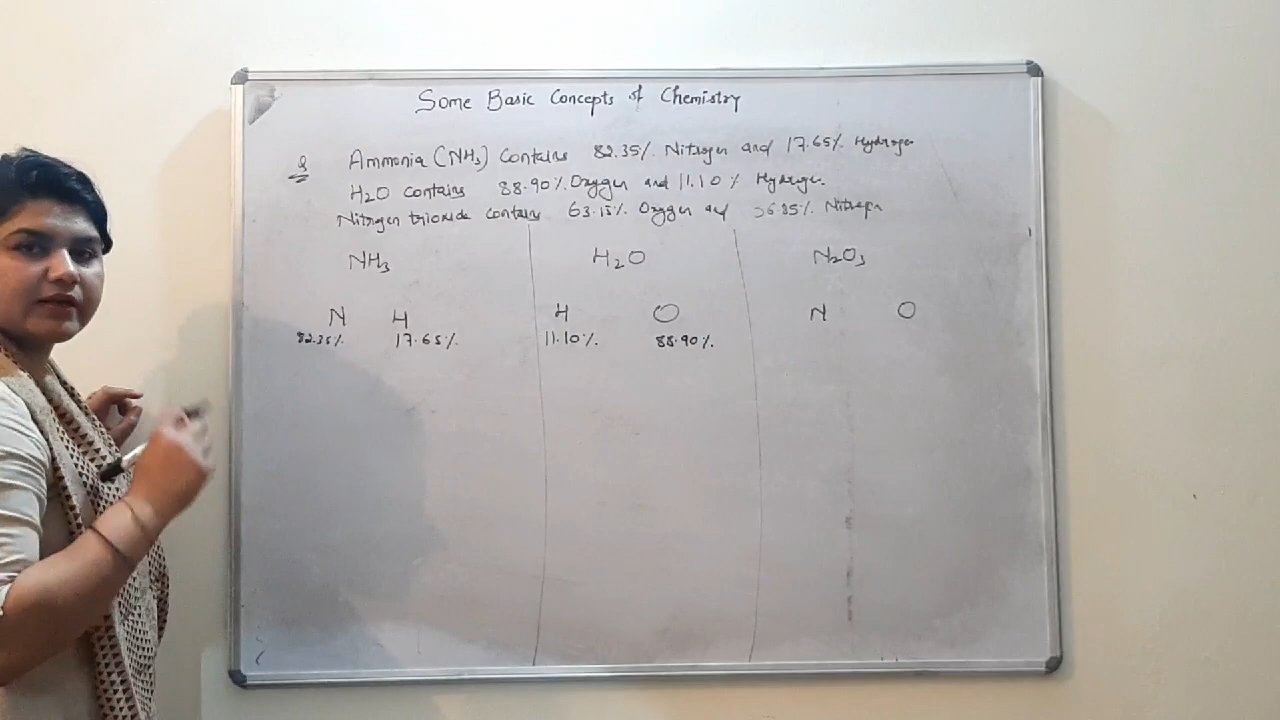 Some Basic Concepts of Chemistry
Q Ammonia (NH3) Contains 82.35% Nitrogen and 17.65% Hydrogen
H2O contains 88.90% Oxygen and 11.10% Hydrogen.
Nitrogen trioxide contains 63.15% Oxygen and 36.85% Nitrogen
NH3 H2O N2O3
N H H O N O
82.35% 17.65% 11.10% 88.90%